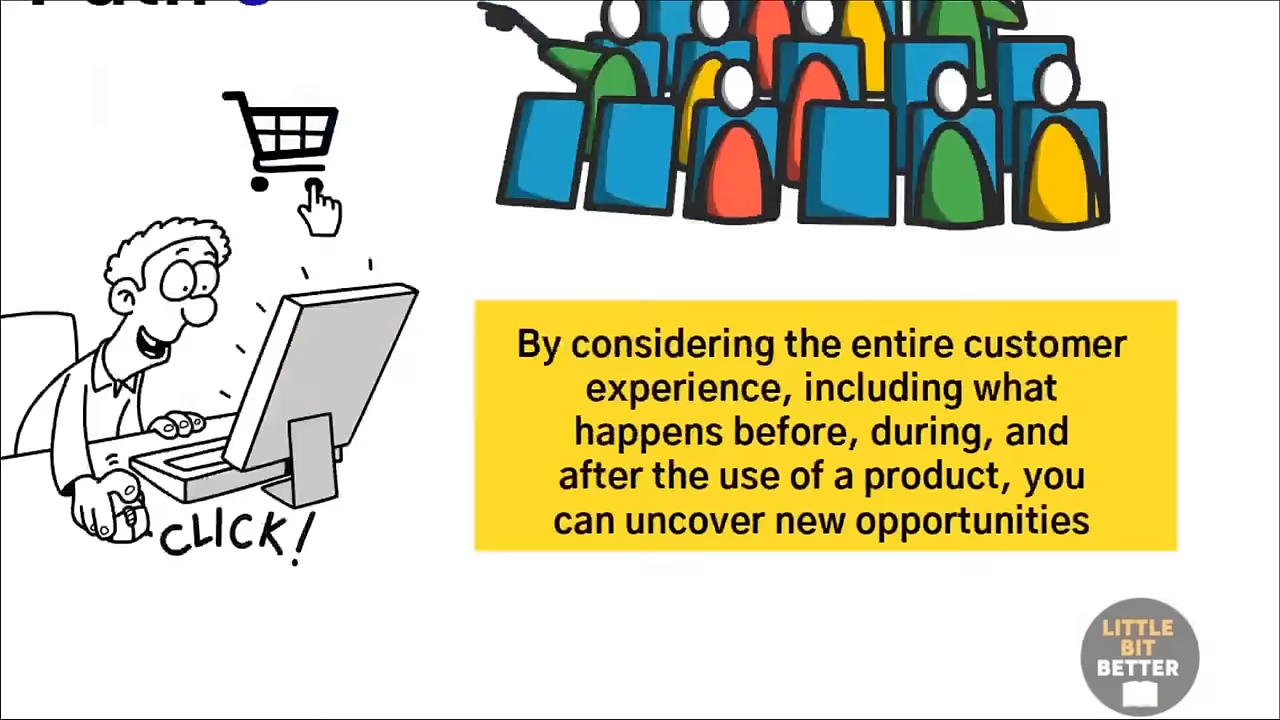 By considering the entire customer
experience, including what
happens before, during, and
after the use of a product, you
can uncover new opportunities
CLICK!
LITTLE
BIT
BETTER